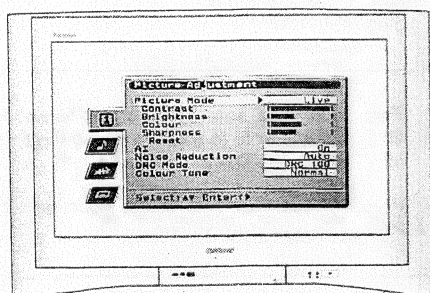 Picture Adjustment
Picture Mode Live
Contrast
Brightness
Colour
Sharpness
Reset
AI On
Noise Reduction Auto
DRC Mode DRC 100
Colour Tone Normal
Select: Enter: